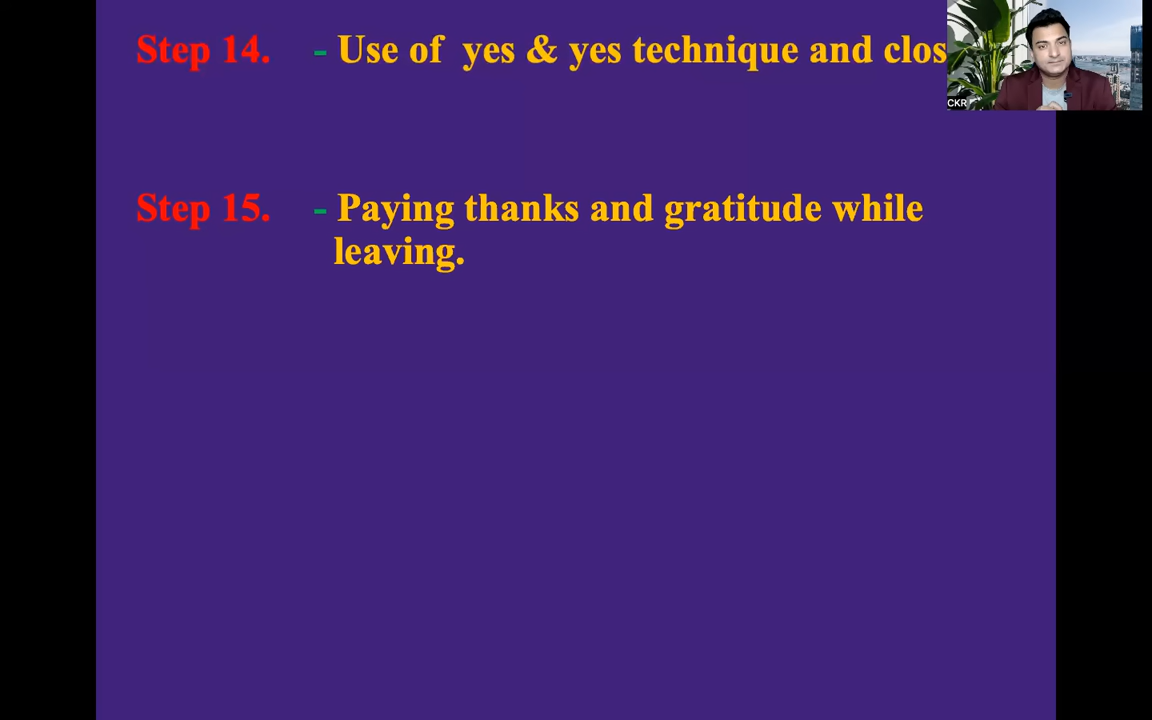 Step 14. - Use of yes & yes technique and clos
CKR
Step 15. - Paying thanks and gratitude while
leaving.